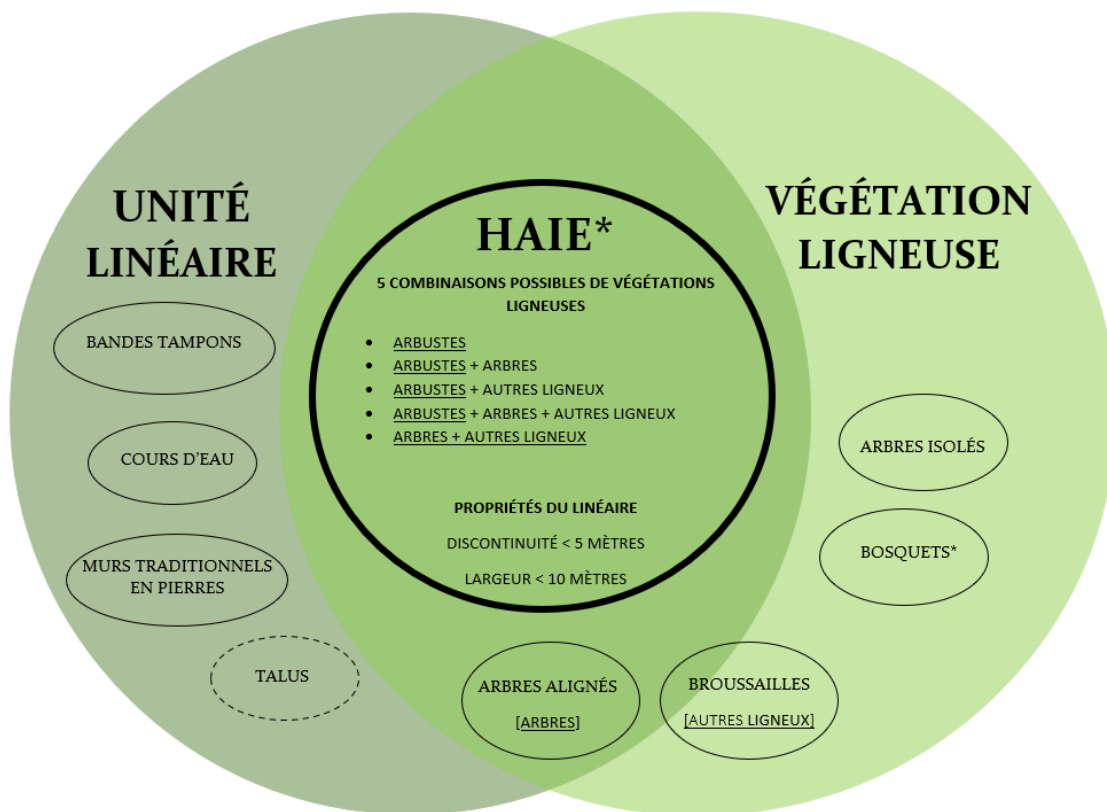 UNITÉ
LINÉAIRE
BANDES TAMPONS
COURS D'EAU
MURS TRADITIONNELS
EN PIERRES
TALUS
HAIE*
5 COMBINAISONS POSSIBLES DE VÉGÉTATIONS
LIGNEUSES
• ARBUSTES
• ARBUSTES + ARBRES
• ARBUSTES + AUTRES LIGNEUX
• ARBUSTES + ARBRES + AUTRES LIGNEUX
• ARBRES + AUTRES LIGNEUX
PROPRIÉTÉS DU LINÉAIRE
DISCONTINUITÉ < 5 MÈTRES
LARGEUR < 10 MÈTRES
ARBRES ALIGNÉS
[ARBRES]
BROUSSAILLES
[AUTRES LIGNEUX]
VÉGÉTATION
LIGNEUSE
ARBRES ISOLÉS
BOSQUETS*